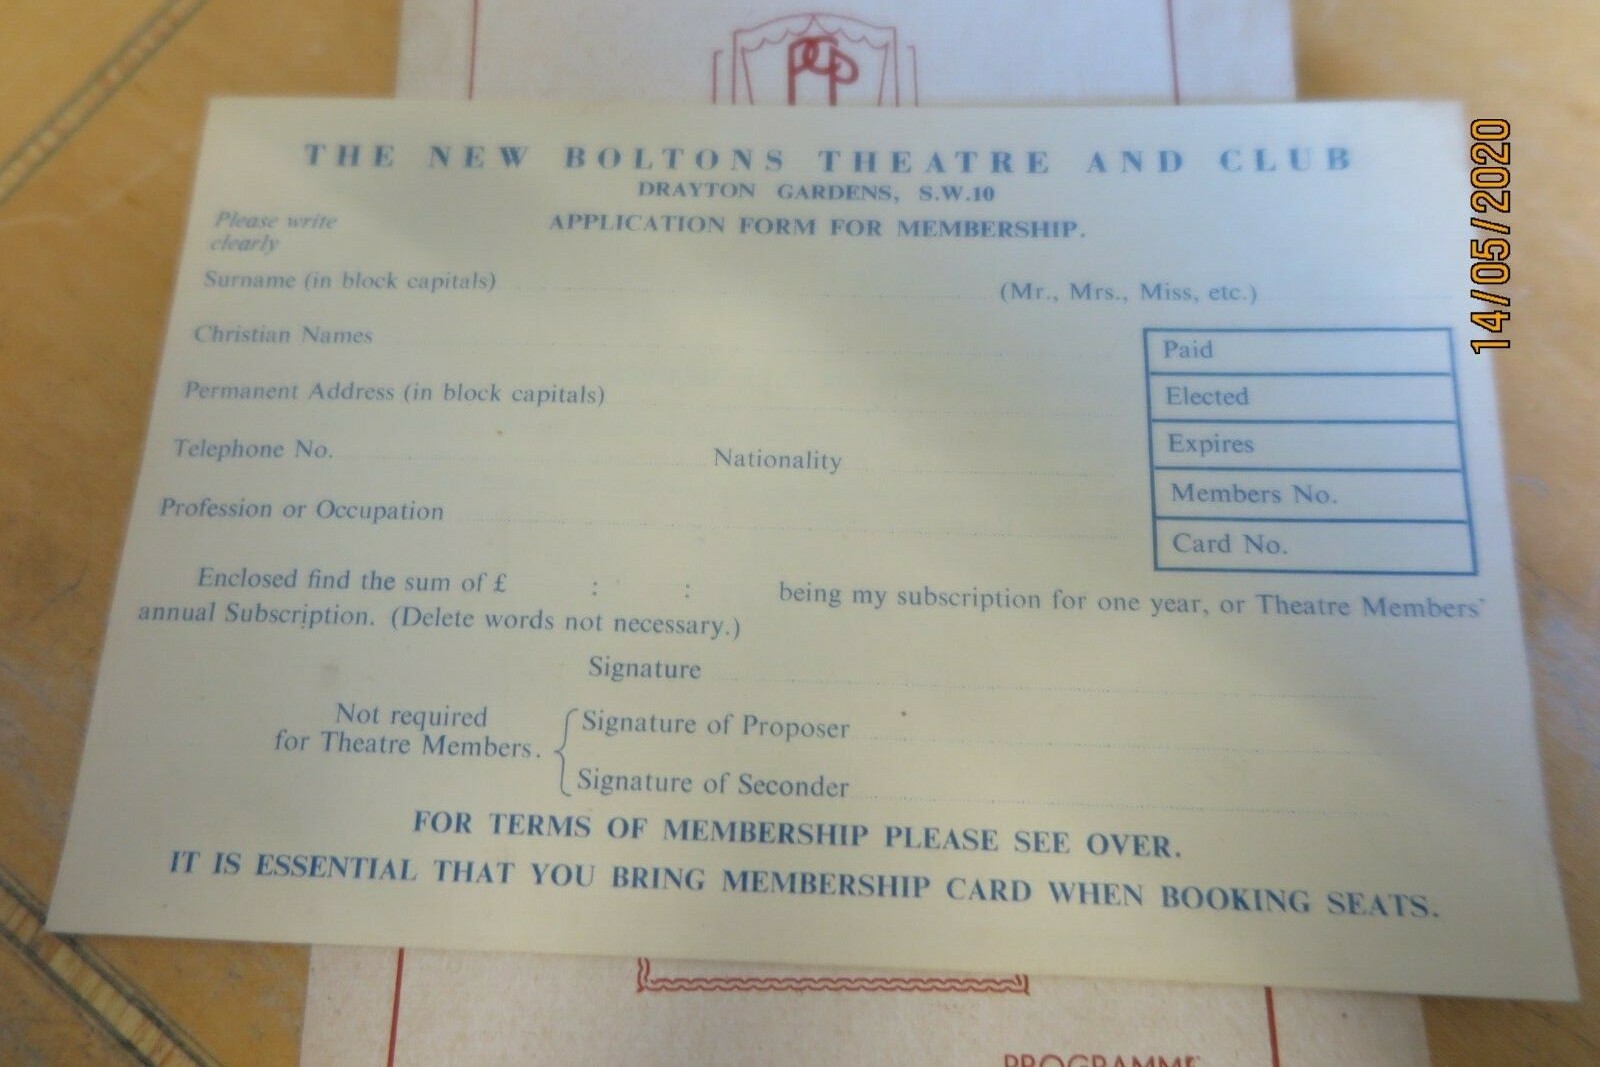 THE NEW BOLTONS THEATRE AND CLUB
DRAYTON GARDENS, S.W.10
Please write
clearly
APPLICATION FORM FOR MEMBERSHIP.
Surname (in block capitals) (Mr., Mrs., Miss, etc.)
Christian Names
Permanent Address (in block capitals)
Telephone No. Nationality
Profession or Occupation
Paid
Elected
Expires
Members No.
Card No.
Enclosed find the sum of £ : : being my subscription for one year, or Theatre Members'
annual Subscription. (Delete words not necessary.)
Signature
Not required
for Theatre Members.
Signature of Proposer
Signature of Seconder
FOR TERMS OF MEMBERSHIP PLEASE SEE OVER.
IT IS ESSENTIAL THAT YOU BRING MEMBERSHIP CARD WHEN BOOKING SEATS.
PROGRAMME
14/05/2020